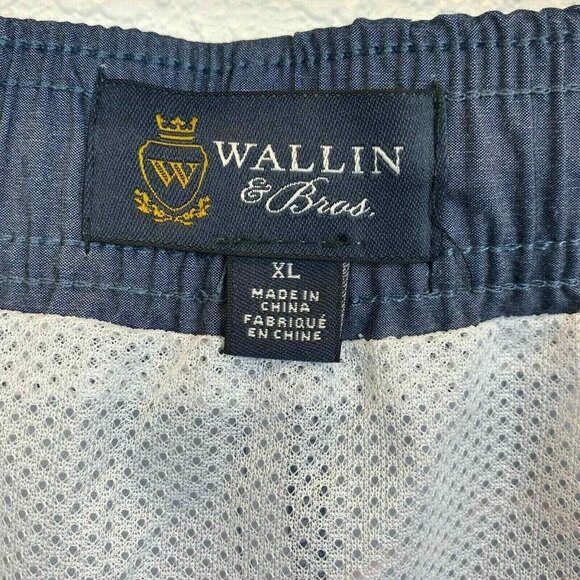 W
WALLIN
& Bros.
XL
MADE IN
CHINA
FABRIQUÉ
EN CHINE